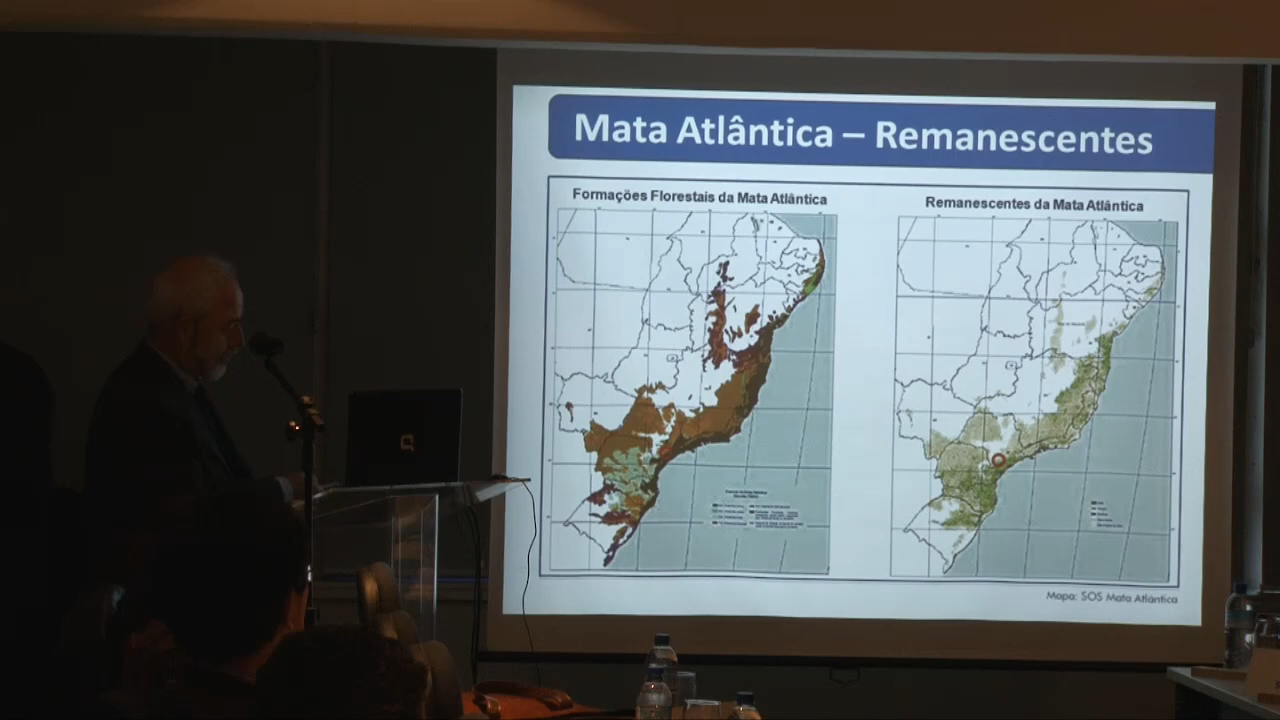 Mata Atlântica – Remanescentes
Formações Florestais da Mata Atlântica
Remanescentes da Mata Atlântica
Mapa: SOS Mata Atlântica